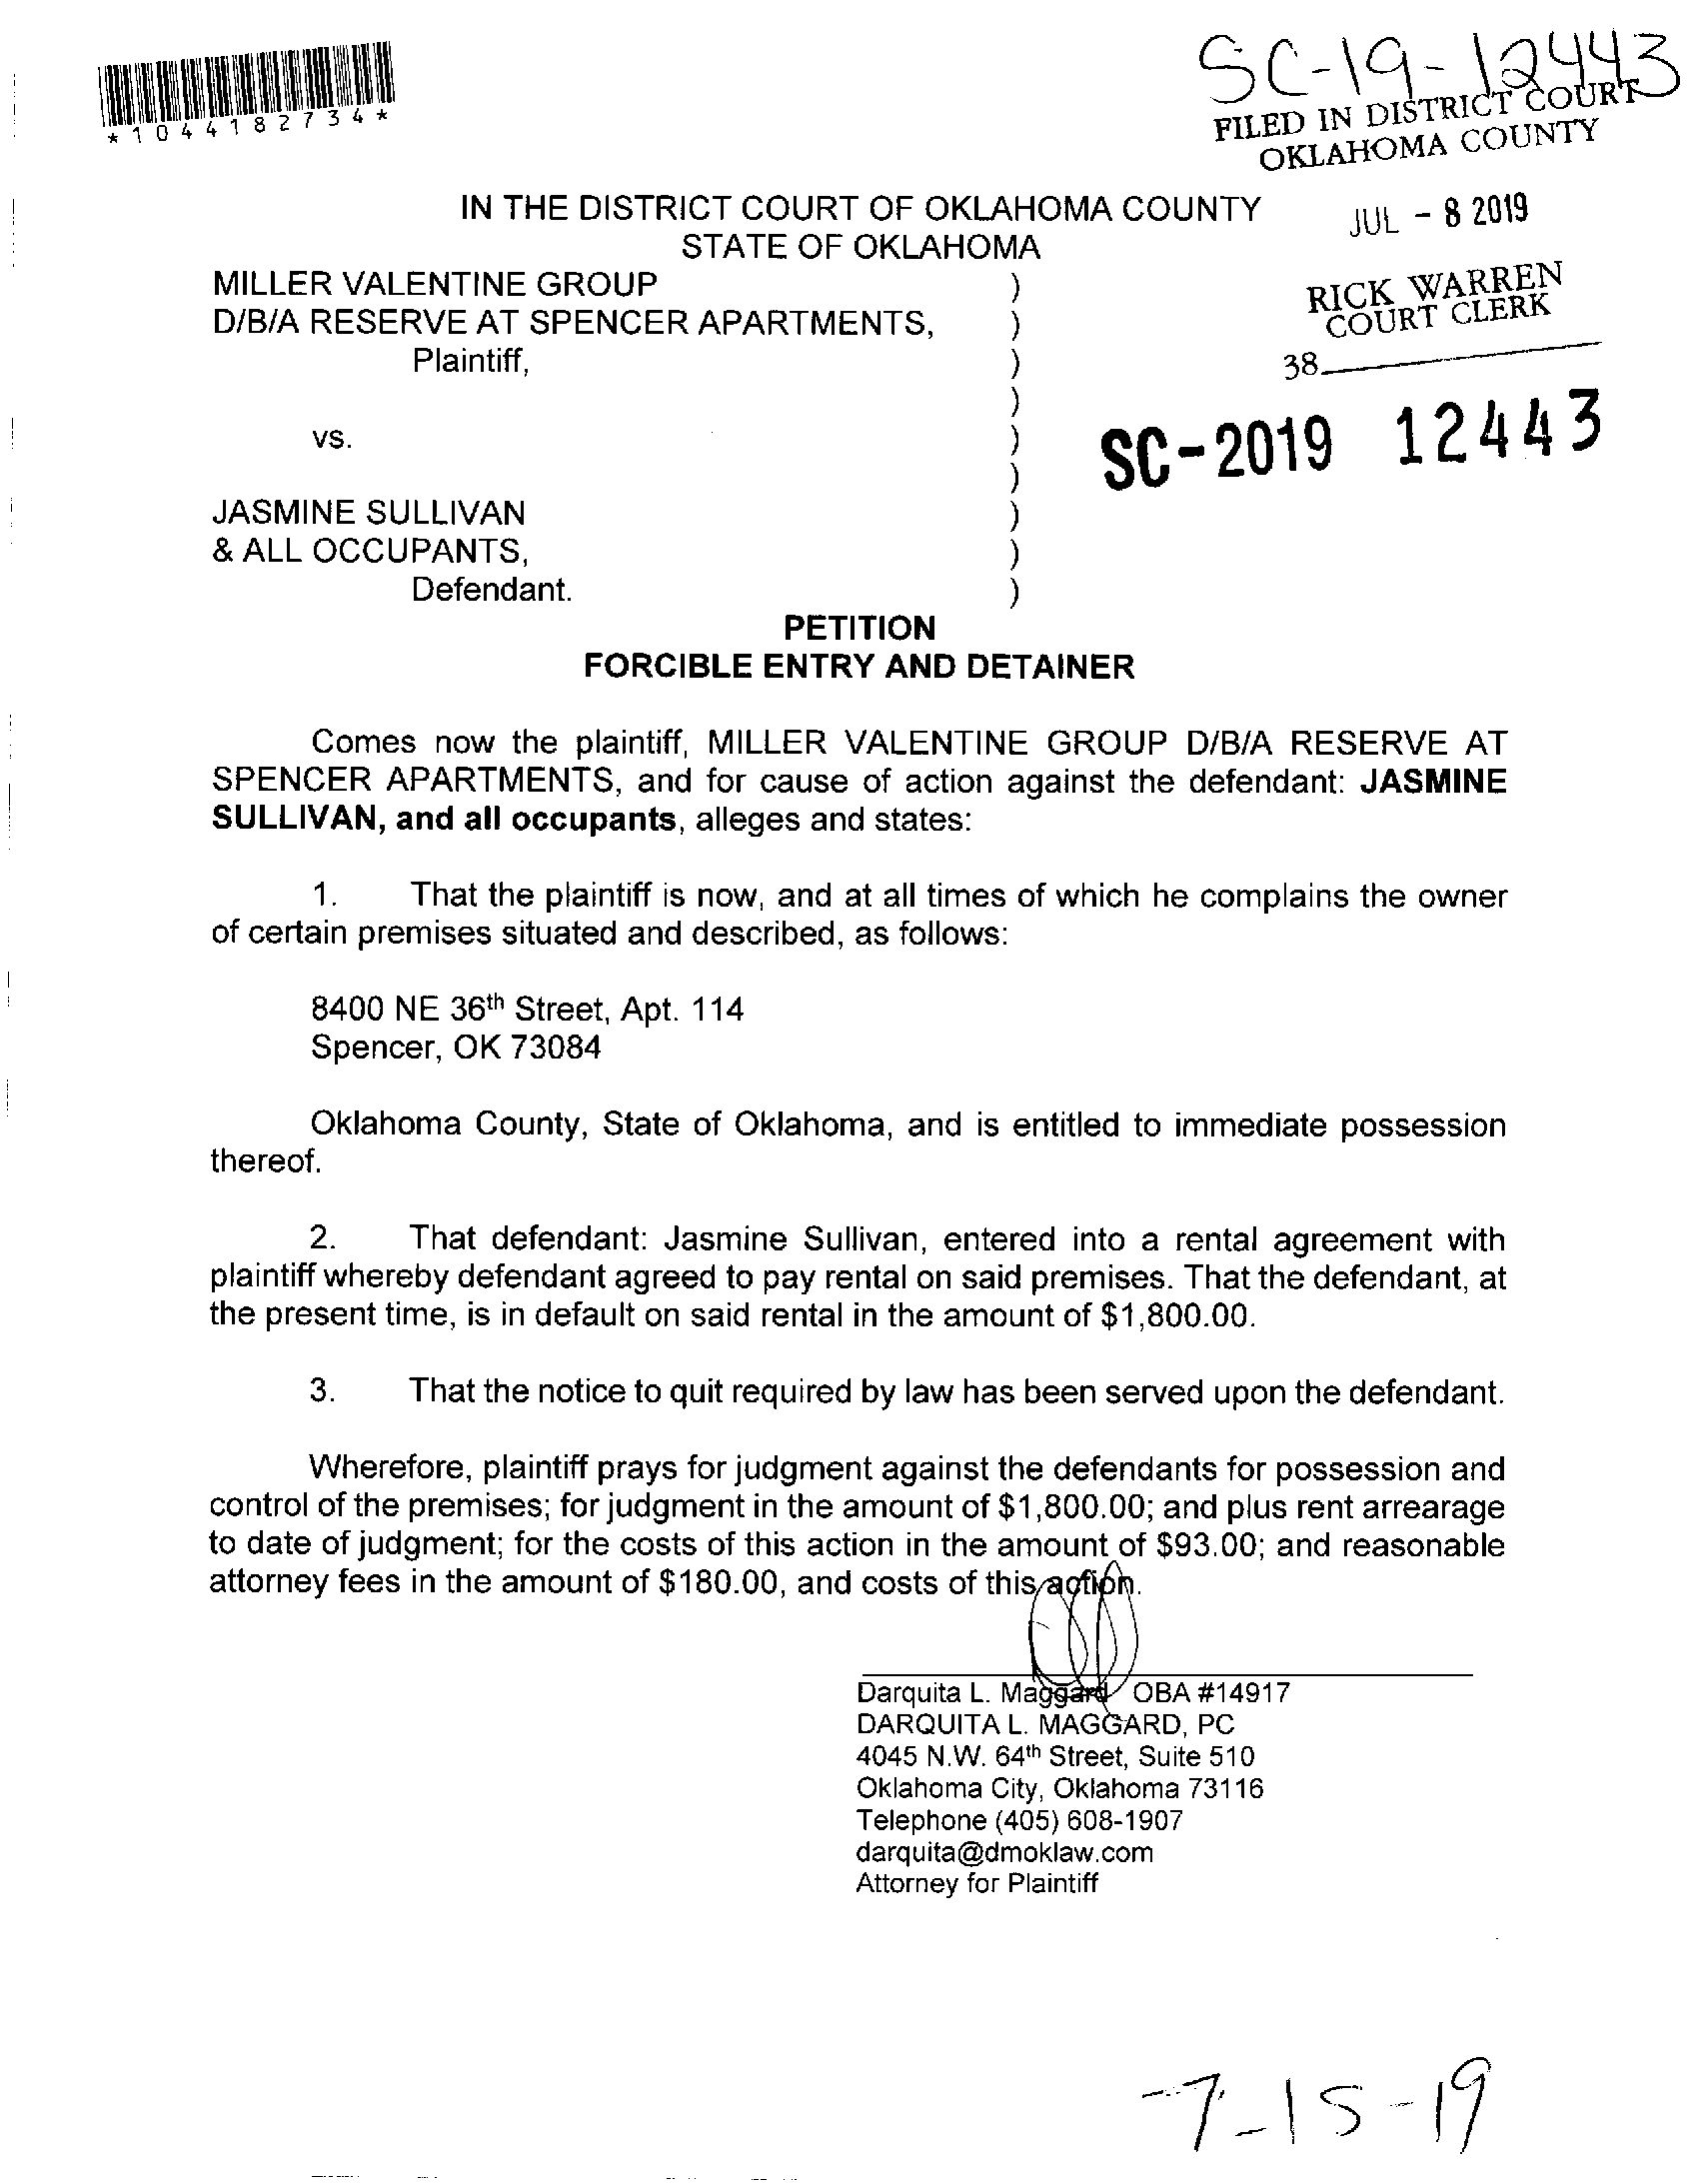 SC-19-12443
*1044182734*
FILED IN DISTRICT COURT
OKLAHOMA COUNTY
JUL - 8 2019
RICK WARREN
COURT CLERK
38
SC-2019 12443
IN THE DISTRICT COURT OF OKLAHOMA COUNTY
STATE OF OKLAHOMA
MILLER VALENTINE GROUP )
D/B/A RESERVE AT SPENCER APARTMENTS, )
Plaintiff, )
)
vs. )
)
JASMINE SULLIVAN )
& ALL OCCUPANTS, )
Defendant. )
PETITION
FORCIBLE ENTRY AND DETAINER
Comes now the plaintiff, MILLER VALENTINE GROUP D/B/A RESERVE AT
SPENCER APARTMENTS, and for cause of action against the defendant: JASMINE
SULLIVAN, and all occupants, alleges and states:
1. That the plaintiff is now, and at all times of which he complains the owner
of certain premises situated and described, as follows:
8400 NE 36th Street, Apt. 114
Spencer, OK 73084
Oklahoma County, State of Oklahoma, and is entitled to immediate possession
thereof.
2. That defendant: Jasmine Sullivan, entered into a rental agreement with
plaintiff whereby defendant agreed to pay rental on said premises. That the defendant, at
the present time, is in default on said rental in the amount of $1,800.00.
3. That the notice to quit required by law has been served upon the defendant.
Wherefore, plaintiff prays for judgment against the defendants for possession and
control of the premises; for judgment in the amount of $1,800.00; and plus rent arrearage
to date of judgment; for the costs of this action in the amount of $93.00; and reasonable
attorney fees in the amount of $180.00, and costs of this action.
Darquita L. Maggard OBA #14917
DARQUITA L. MAGGARD, PC
4045 N.W. 64th Street, Suite 510
Oklahoma City, Oklahoma 73116
Telephone (405) 608-1907
darquita@dmoklaw.com
Attorney for Plaintiff
7-15-19